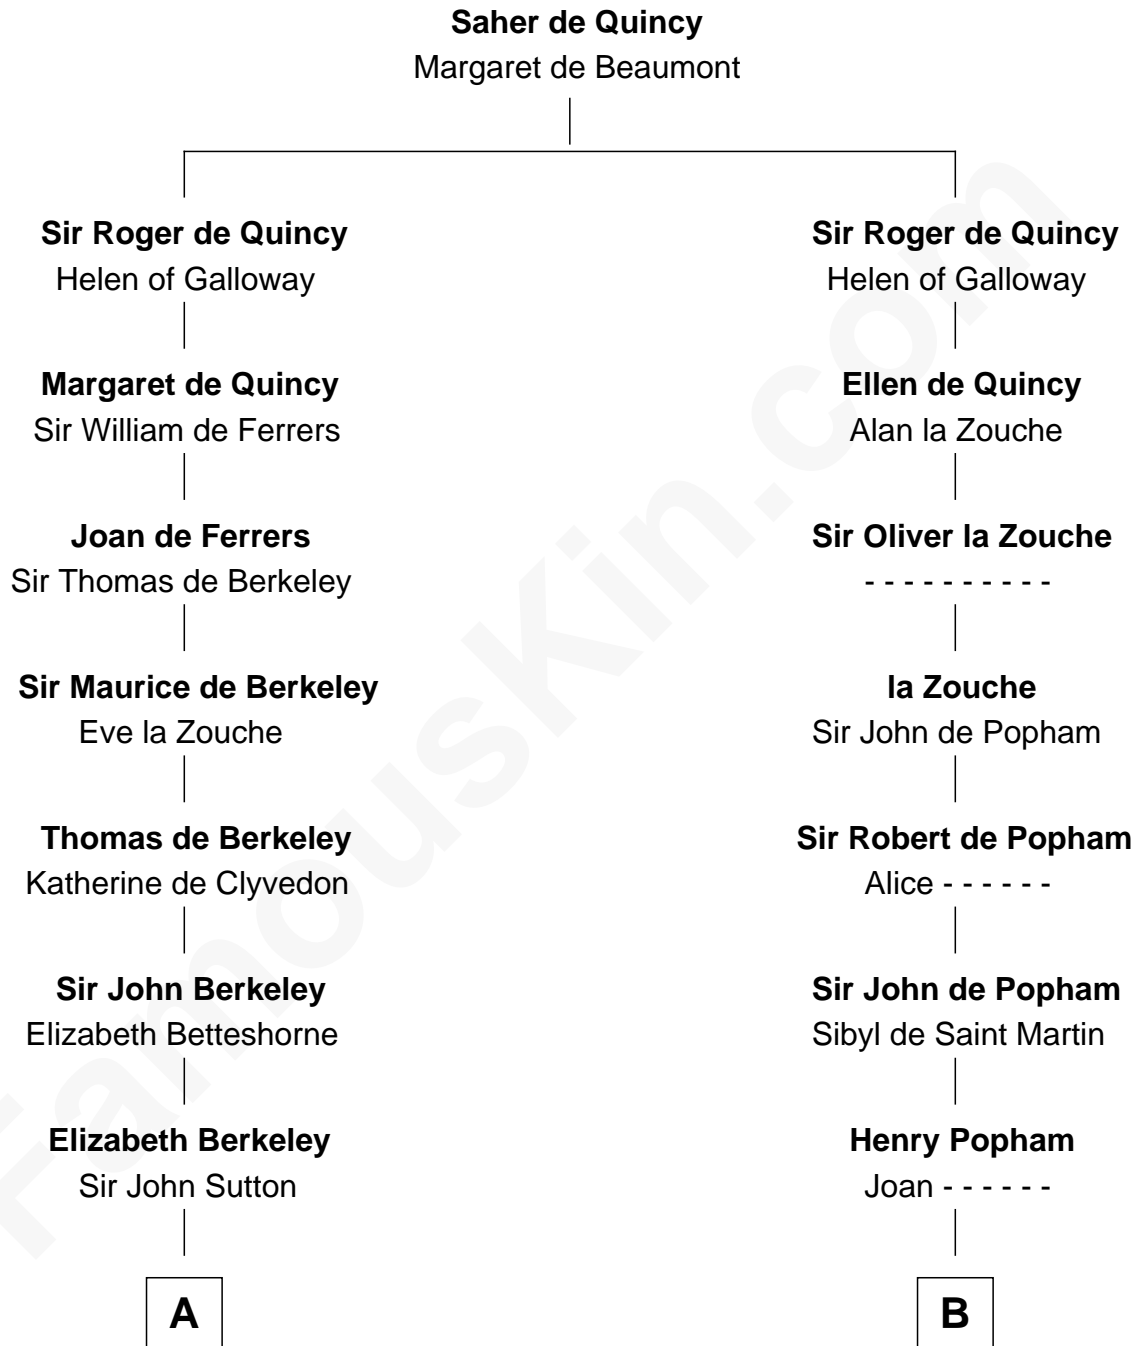 Saher de Quincy
Margaret de Beaumont
Sir Roger de Quincy
Helen of Galloway
Margaret de Quincy
Sir William de Ferrers
Joan de Ferrers
Sir Thomas de Berkeley
Sir Maurice de Berkeley
Eve la Zouche
Thomas de Berkeley
Katherine de Clyvedon
Sir John Berkeley
Elizabeth Betteshorne
Elizabeth Berkeley
Sir John Sutton
A
Sir Roger de Quincy
Helen of Galloway
Ellen de Quincy
Alan la Zouche
Sir Oliver la Zouche
- - - - - - - - - -
la Zouche
Sir John de Popham
Sir Robert de Popham
Alice - - - - - -
Sir John de Popham
Sibyl de Saint Martin
Henry Popham
Joan - - - - - -
B
FamousKin.com